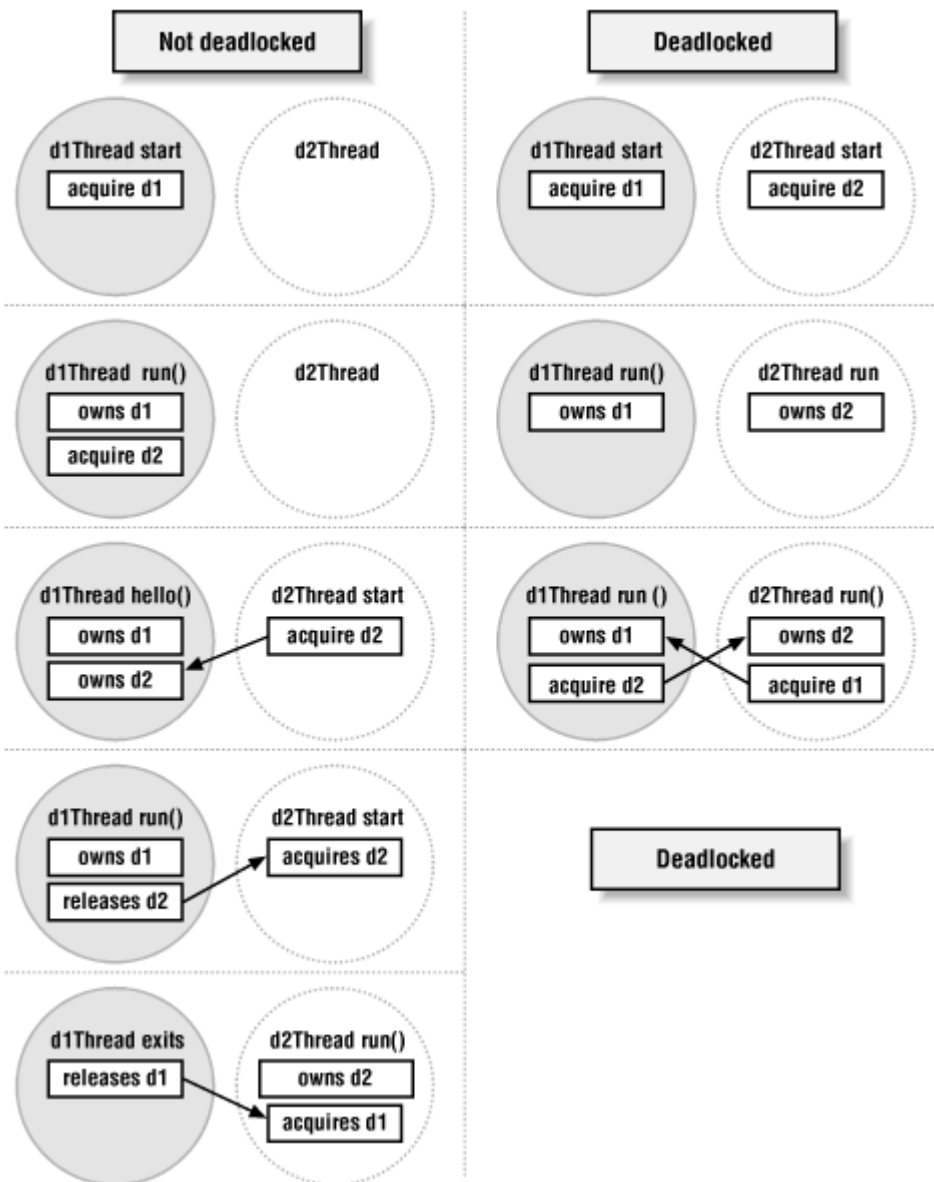 Not deadlocked
Deadlocked
d1Thread start
acquire d1
d2Thread
d1Thread start
acquire d1
d2Thread start
acquire d2
d1Thread run()
owns d1
acquire d2
d2Thread
d1Thread run()
owns d1
d2Thread run
owns d2
d1Thread hello()
owns d1
owns d2
d2Thread start
acquire d2
d1Thread run ()
owns d1
acquire d2
d2Thread run()
owns d2
acquire d1
d1Thread run()
owns d1
releases d2
d2Thread start
acquires d2
Deadlocked
d1Thread exits
releases d1
d2Thread run()
owns d2
acquires d1